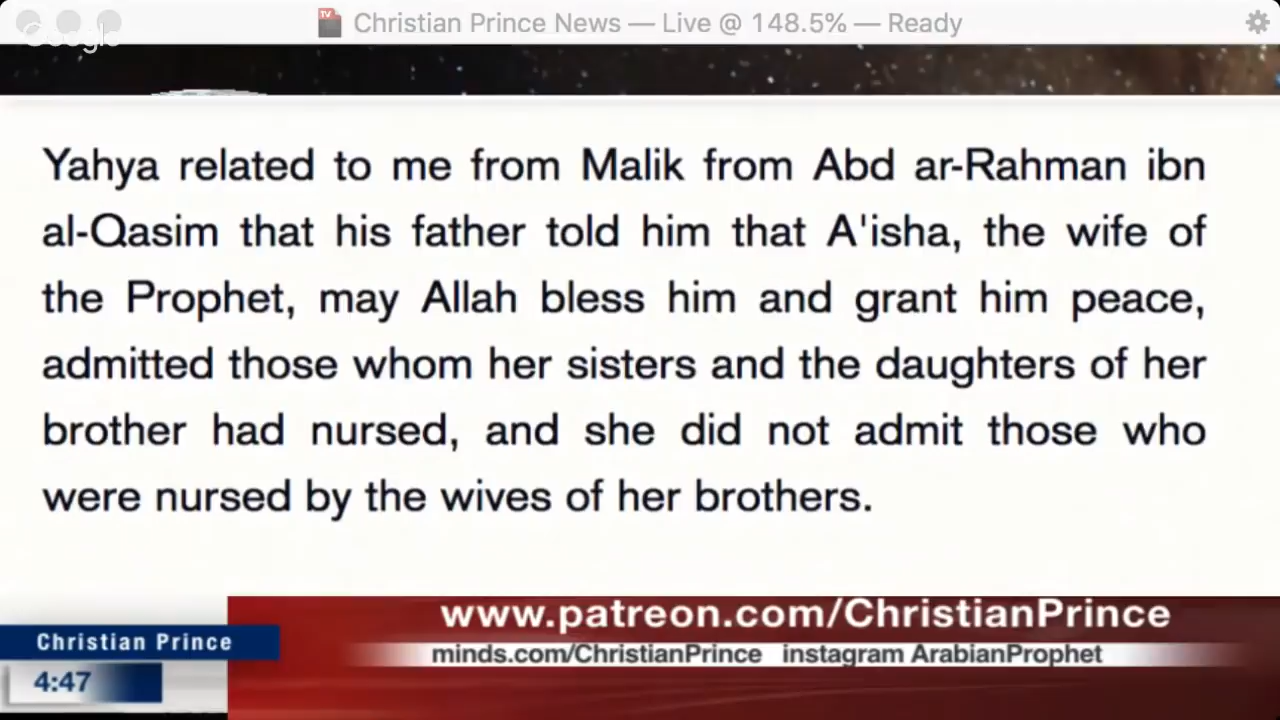 Christian Prince News — Live @ 148.5% — Ready
Google
Yahya related to me from Malik from Abd ar-Rahman ibn
al-Qasim that his father told him that A'isha, the wife of
the Prophet, may Allah bless him and grant him peace,
admitted those whom her sisters and the daughters of her
brother had nursed, and she did not admit those who
were nursed by the wives of her brothers.
www.patreon.com/ChristianPrince
Christian Prince
minds.com/ChristianPrince instagram ArabianProphet
4:47